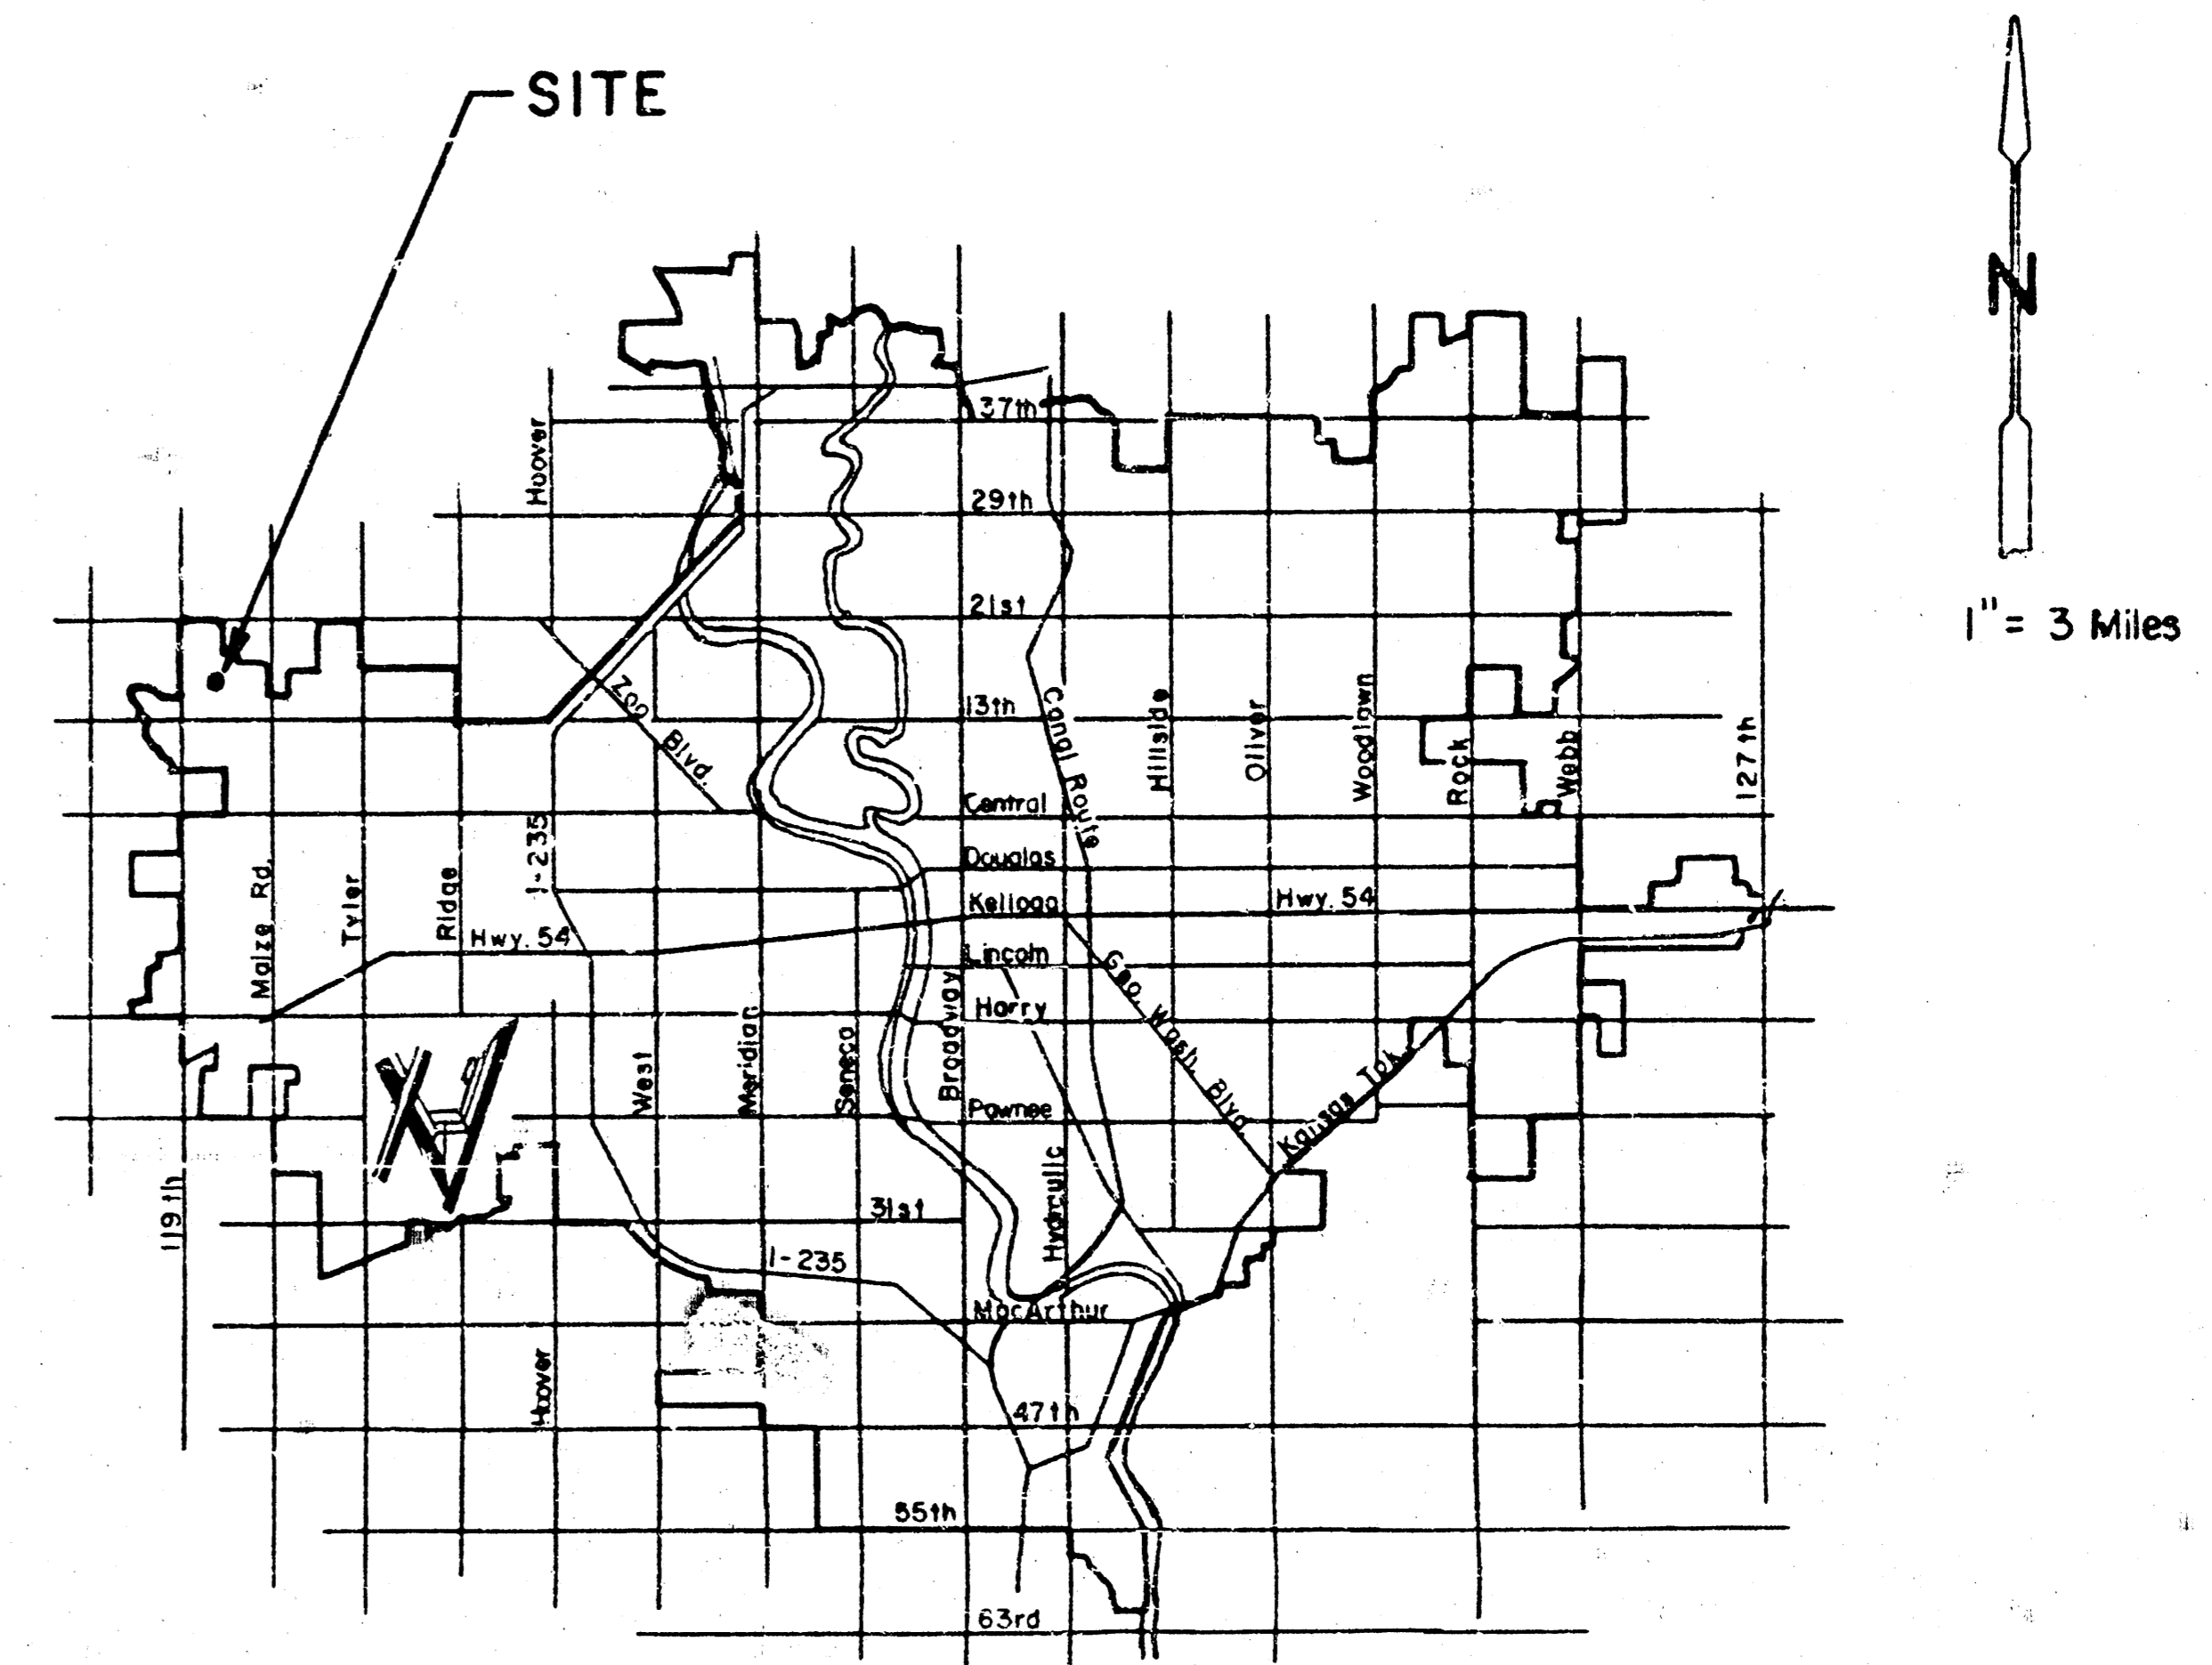 SITE
N
1" = 3 Miles
Hoover
37th
29th
21st
13th
Zoo Blvd.
Canal Route
Hillside
Oliver
Woodlawn
Rock
Webb
127th
Central
Douglas
Kellogg
Hwy. 54
Lincoln
Harry
Pawnee
Geo. Wash. Blvd.
Kansas Tpk.
I-235
Maize Rd.
Tyler
Ridge
Hwy. 54
West
Meridian
Seneca
Broadway
Hydraulic
119th
31st
I-235
MacArthur
Hoover
47th
55th
63rd